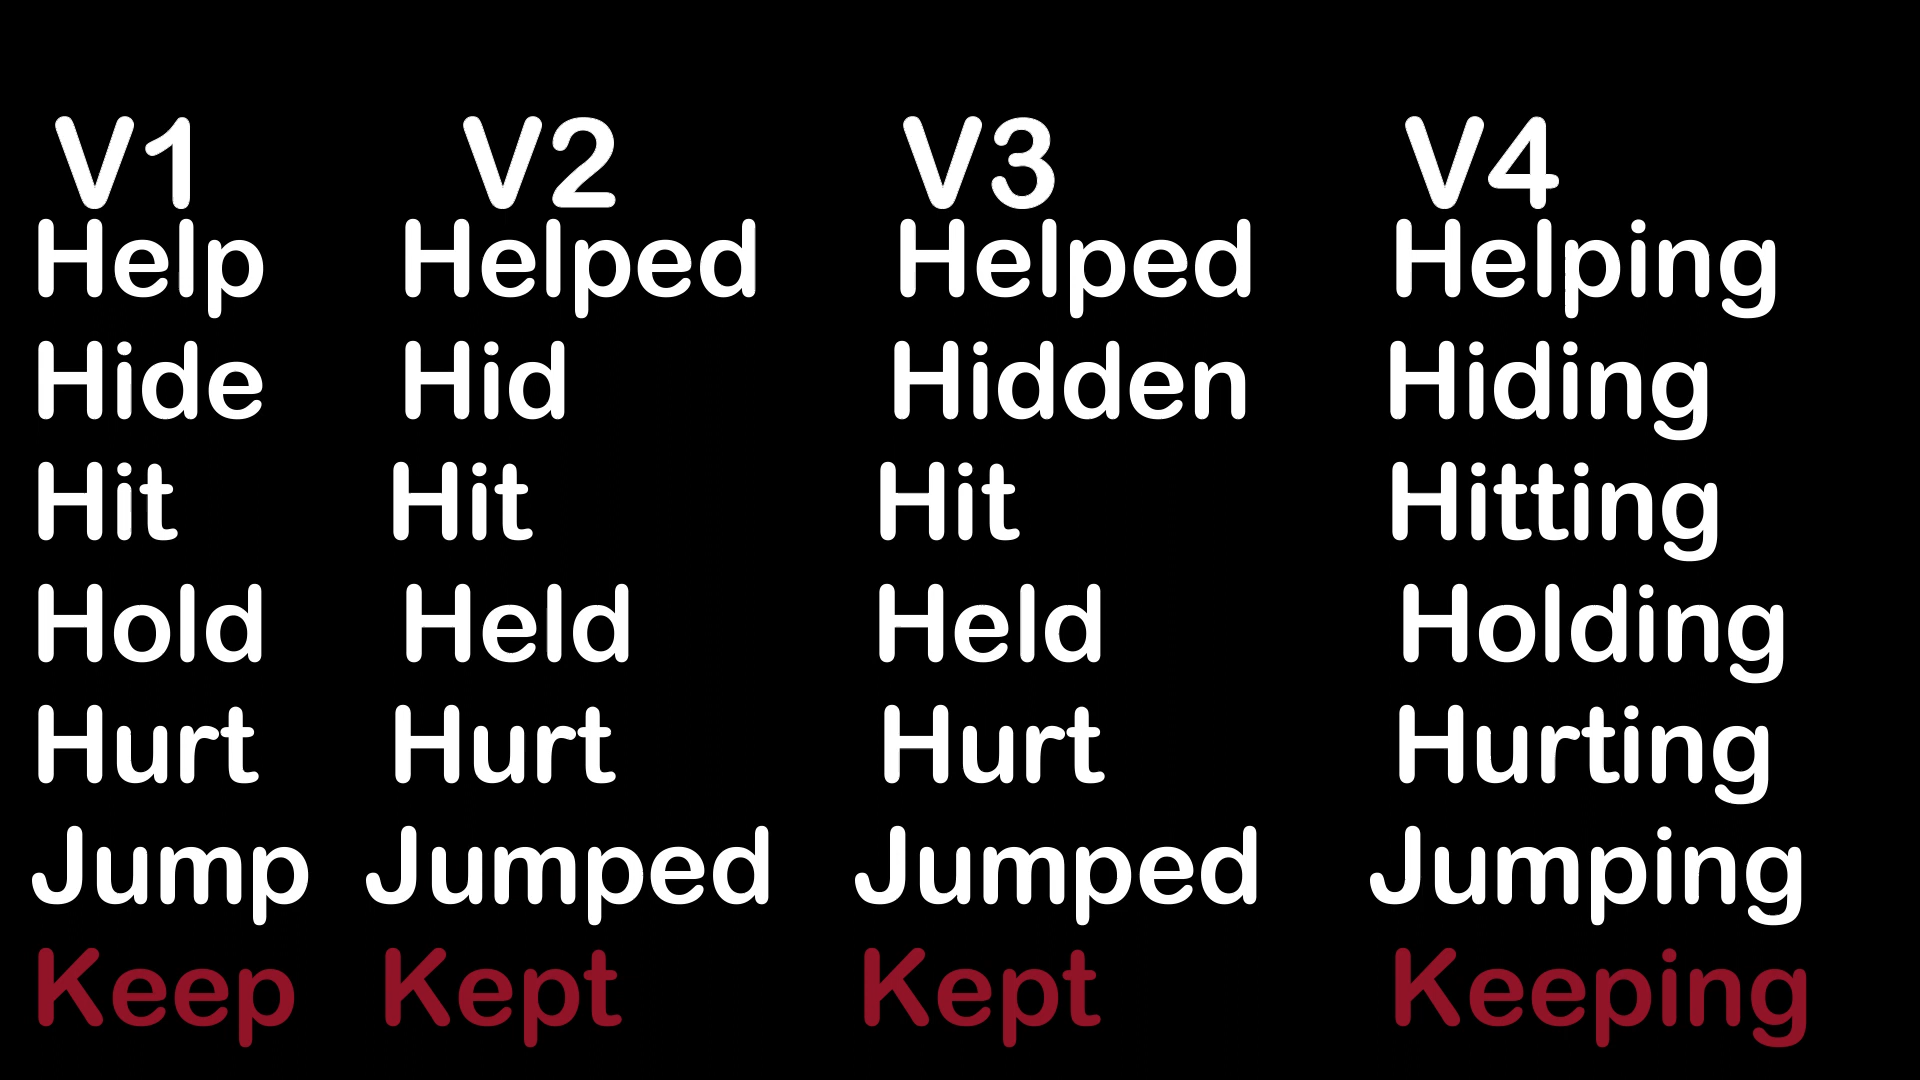 V1 V2 V3 V4
Help Helped Helped Helping
Hide Hid Hidden Hiding
Hit Hit Hit Hitting
Hold Held Held Holding
Hurt Hurt Hurt Hurting
Jump Jumped Jumped Jumping
Keep Kept Kept Keeping